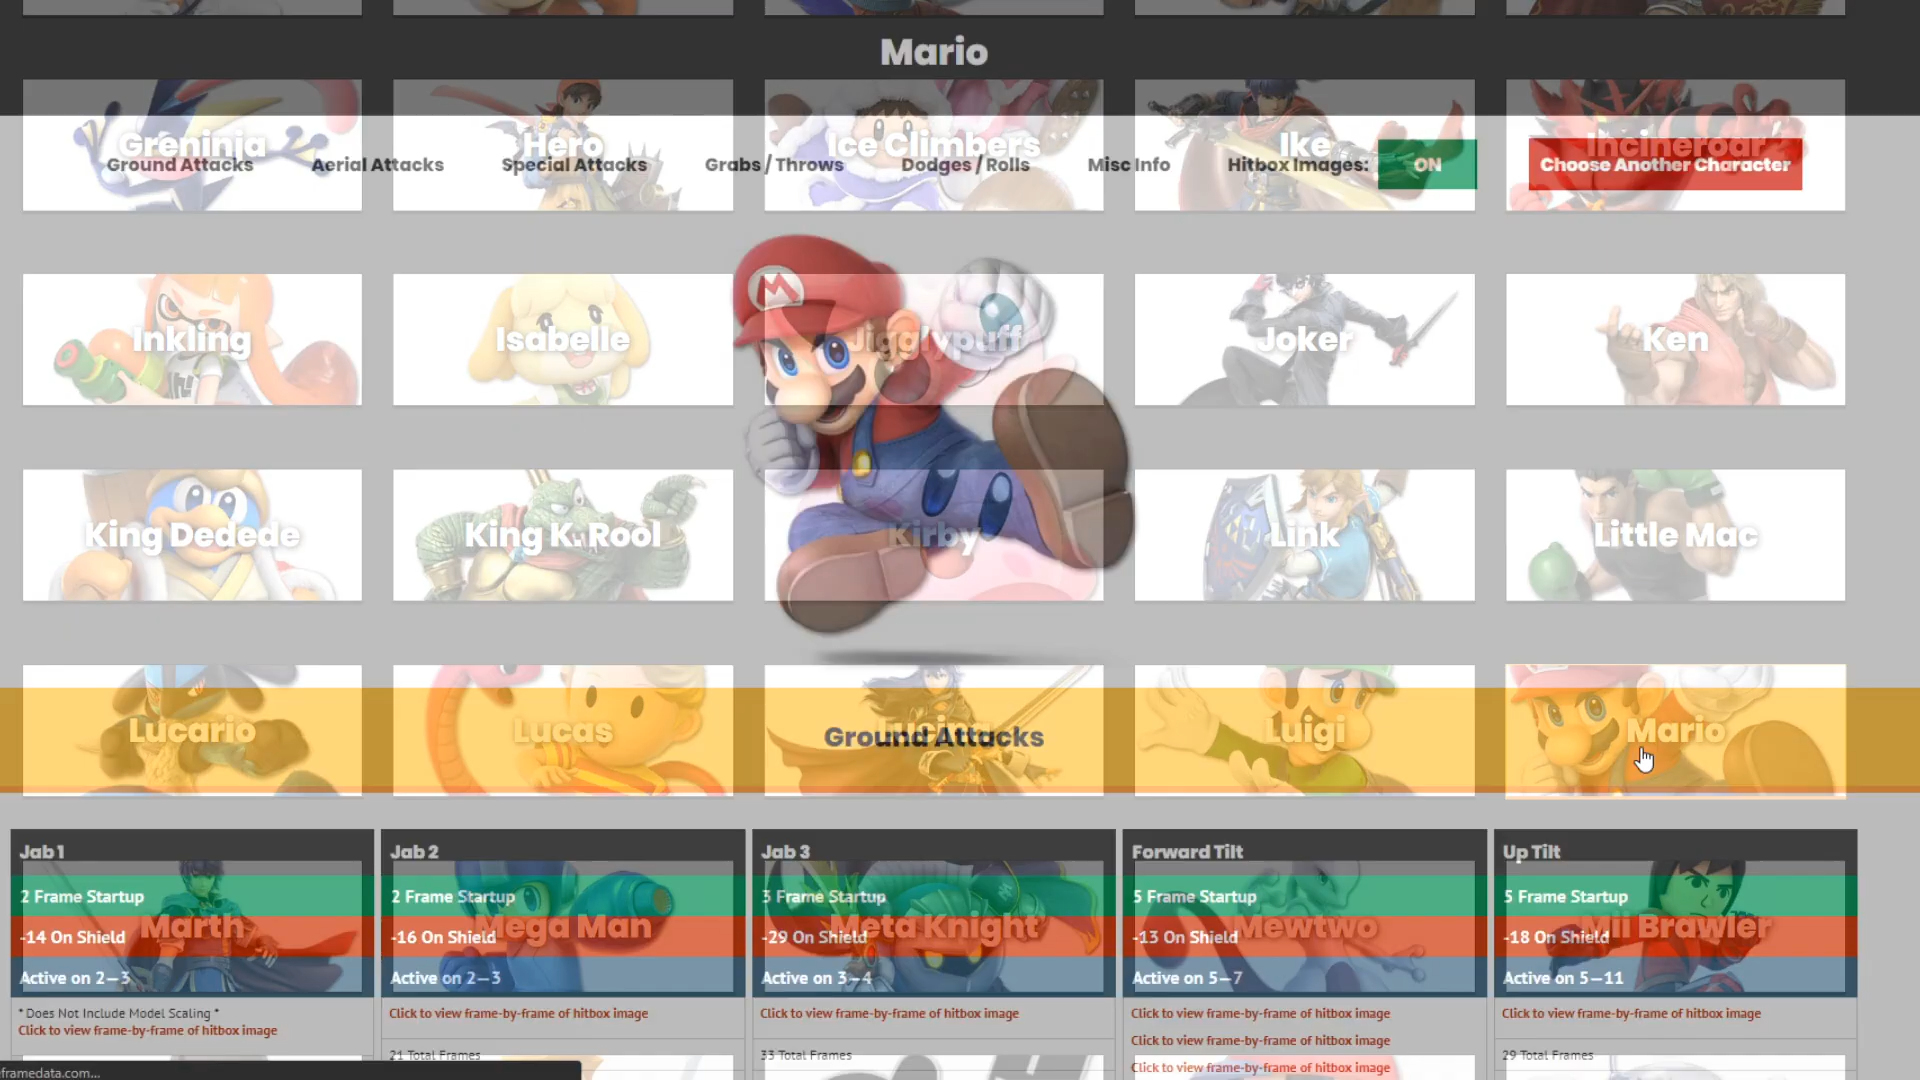 Mario
Greninja
Hero
Ice Climbers
Ike
Incineroar
Ground Attacks
Aerial Attacks
Special Attacks
Grabs / Throws
Dodges / Rolls
Misc Info
Hitbox Images:
ON
Choose Another Character
Inkling
Isabelle
Jigglypuff
Joker
Ken
King Dedede
King K. Rool
Kirby
Link
Little Mac
Lucario
Lucas
Lucina
Luigi
Mario
Ground Attacks
Jab 1
Jab 2
Jab 3
Forward Tilt
Up Tilt
2 Frame Startup
2 Frame Startup
3 Frame Startup
5 Frame Startup
5 Frame Startup
Marth
Mega Man
Meta Knight
Mewtwo
Mii Brawler
-14 On Shield
-16 On Shield
-29 On Shield
-13 On Shield
-18 On Shield
Active on 2—3
Active on 2—3
Active on 3—4
Active on 5—7
Active on 5—11
* Does Not Include Model Scaling *
Click to view frame-by-frame of hitbox image
Click to view frame-by-frame of hitbox image
Click to view frame-by-frame of hitbox image
Click to view frame-by-frame of hitbox image
Click to view frame-by-frame of hitbox image
Click to view frame-by-frame of hitbox image
Click to view frame-by-frame of hitbox image
21 Total Frames
33 Total Frames
29 Total Frames
framedata.com...